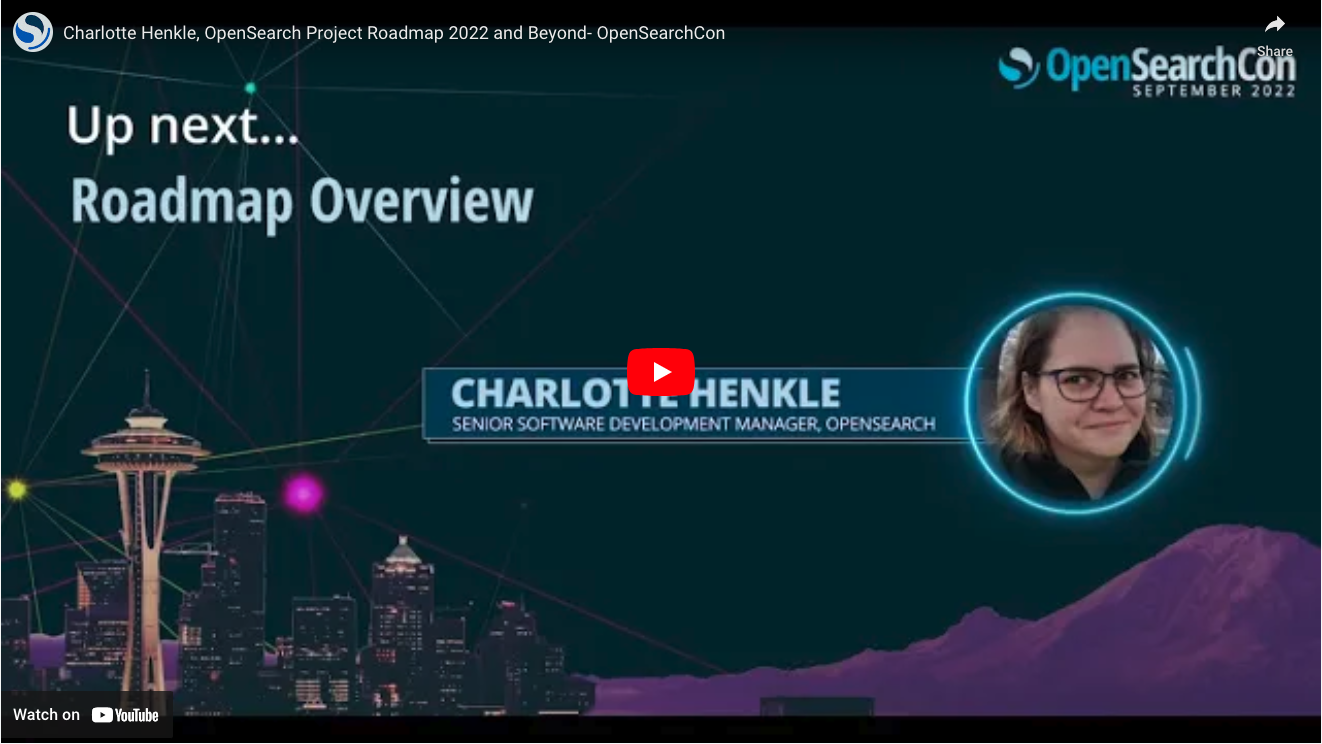 Charlotte Henkle, OpenSearch Project Roadmap 2022 and Beyond- OpenSearchCon
Share
OpenSearchCon
SEPTEMBER 2022
Up next...
Roadmap Overview
CHARLOTTE HENKLE
SENIOR SOFTWARE DEVELOPMENT MANAGER, OPENSEARCH
Watch on YouTube